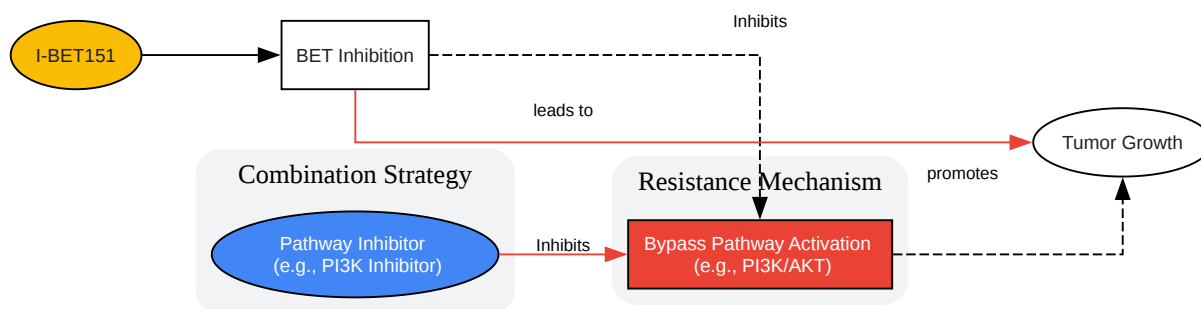 Inhibits
I-BET151
BET Inhibition
leads to
Tumor Growth
promotes
Combination Strategy
Resistance Mechanism
Pathway Inhibitor
(e.g., PI3K Inhibitor)
Inhibits
Bypass Pathway Activation
(e.g., PI3K/AKT)